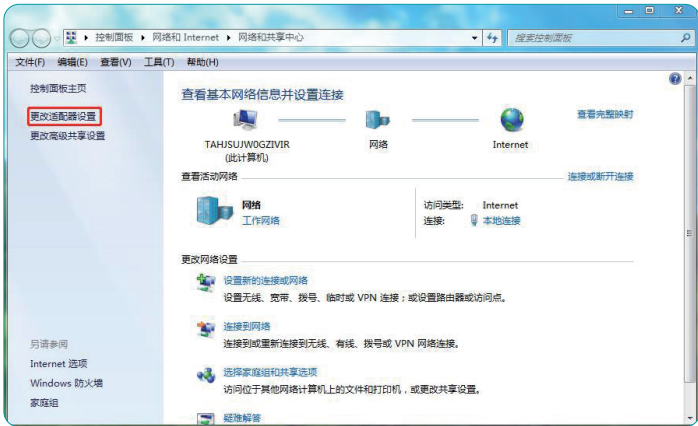 控制面板 ▸ 网络和 Internet ▸ 网络和共享中心
搜索控制面板
文件(F) 编辑(E) 查看(V) 工具(T) 帮助(H)
控制面板主页
更改适配器设置
更改高级共享设置
查看基本网络信息并设置连接
查看完整映射
TAHJSUJW0GZIVIR
(此计算机)
网络
Internet
查看活动网络
连接或断开连接
网络
工作网络
访问类型: Internet
连接: 本地连接
更改网络设置
设置新的连接或网络
设置无线、宽带、拨号、临时或 VPN 连接；或设置路由器或访问点。
连接到网络
连接到或重新连接到无线、有线、拨号或 VPN 网络连接。
选择家庭组和共享选项
访问位于其他网络计算机上的文件和打印机，或更改共享设置。
疑难解答
另请参阅
Internet 选项
Windows 防火墙
家庭组